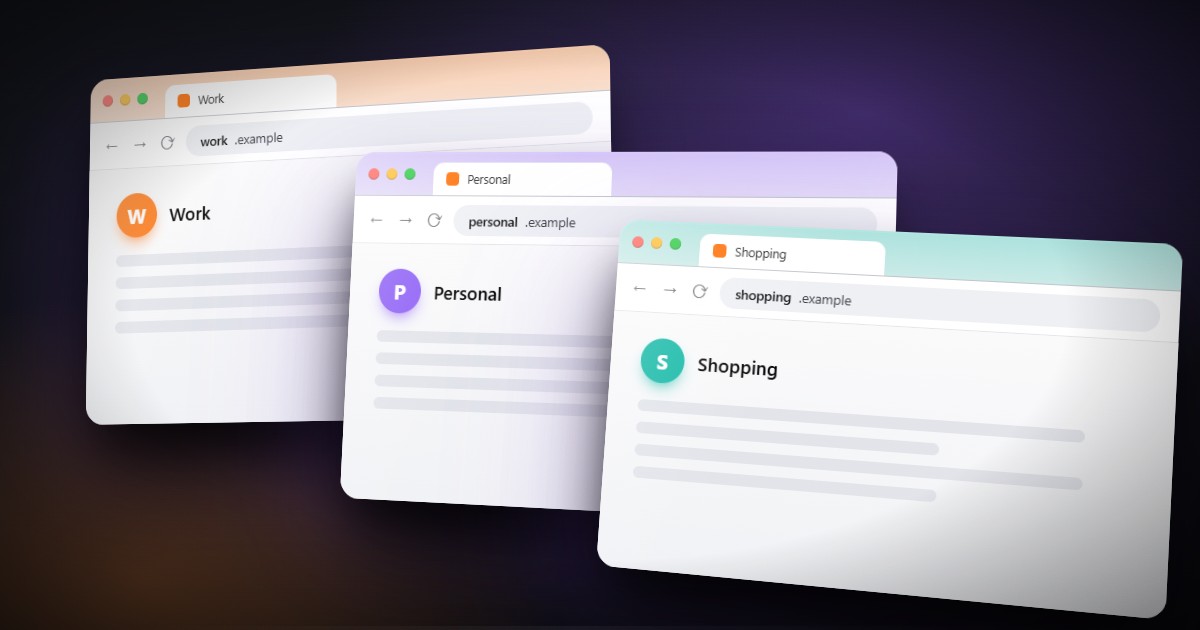 Work
work .example
W Work
Personal
personal .example
P Personal
Shopping
shopping .example
S Shopping